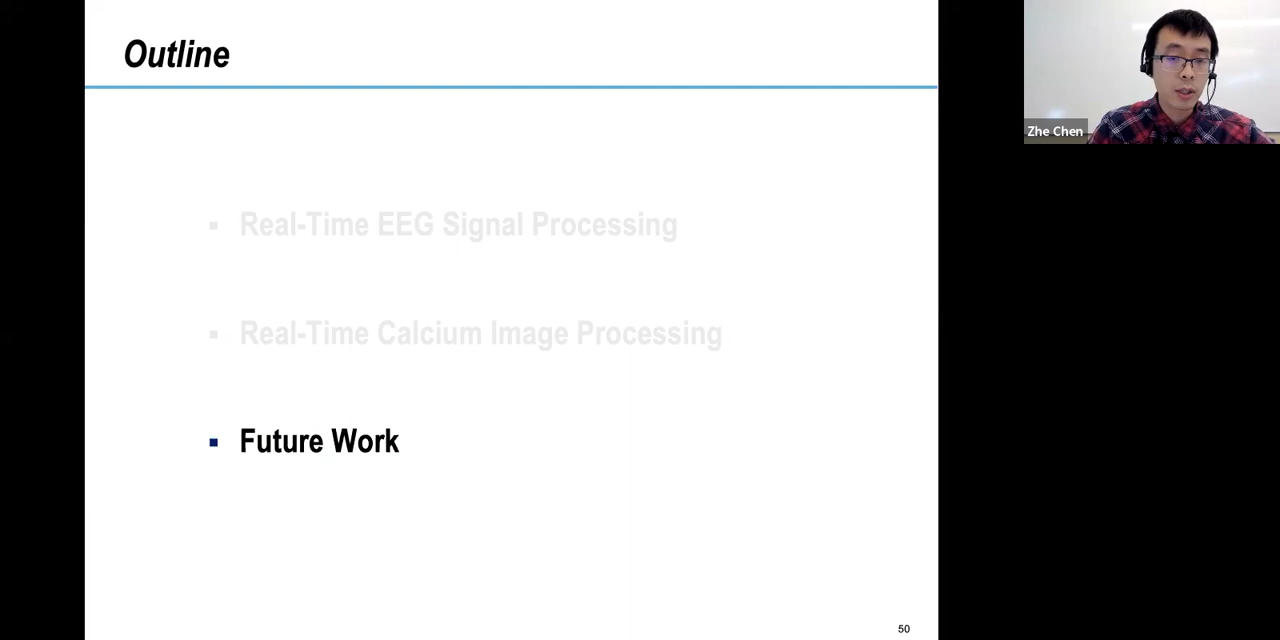 Outline
Zhe Chen
▪ Real-Time EEG Signal Processing
▪ Real-Time Calcium Image Processing
▪ Future Work
50